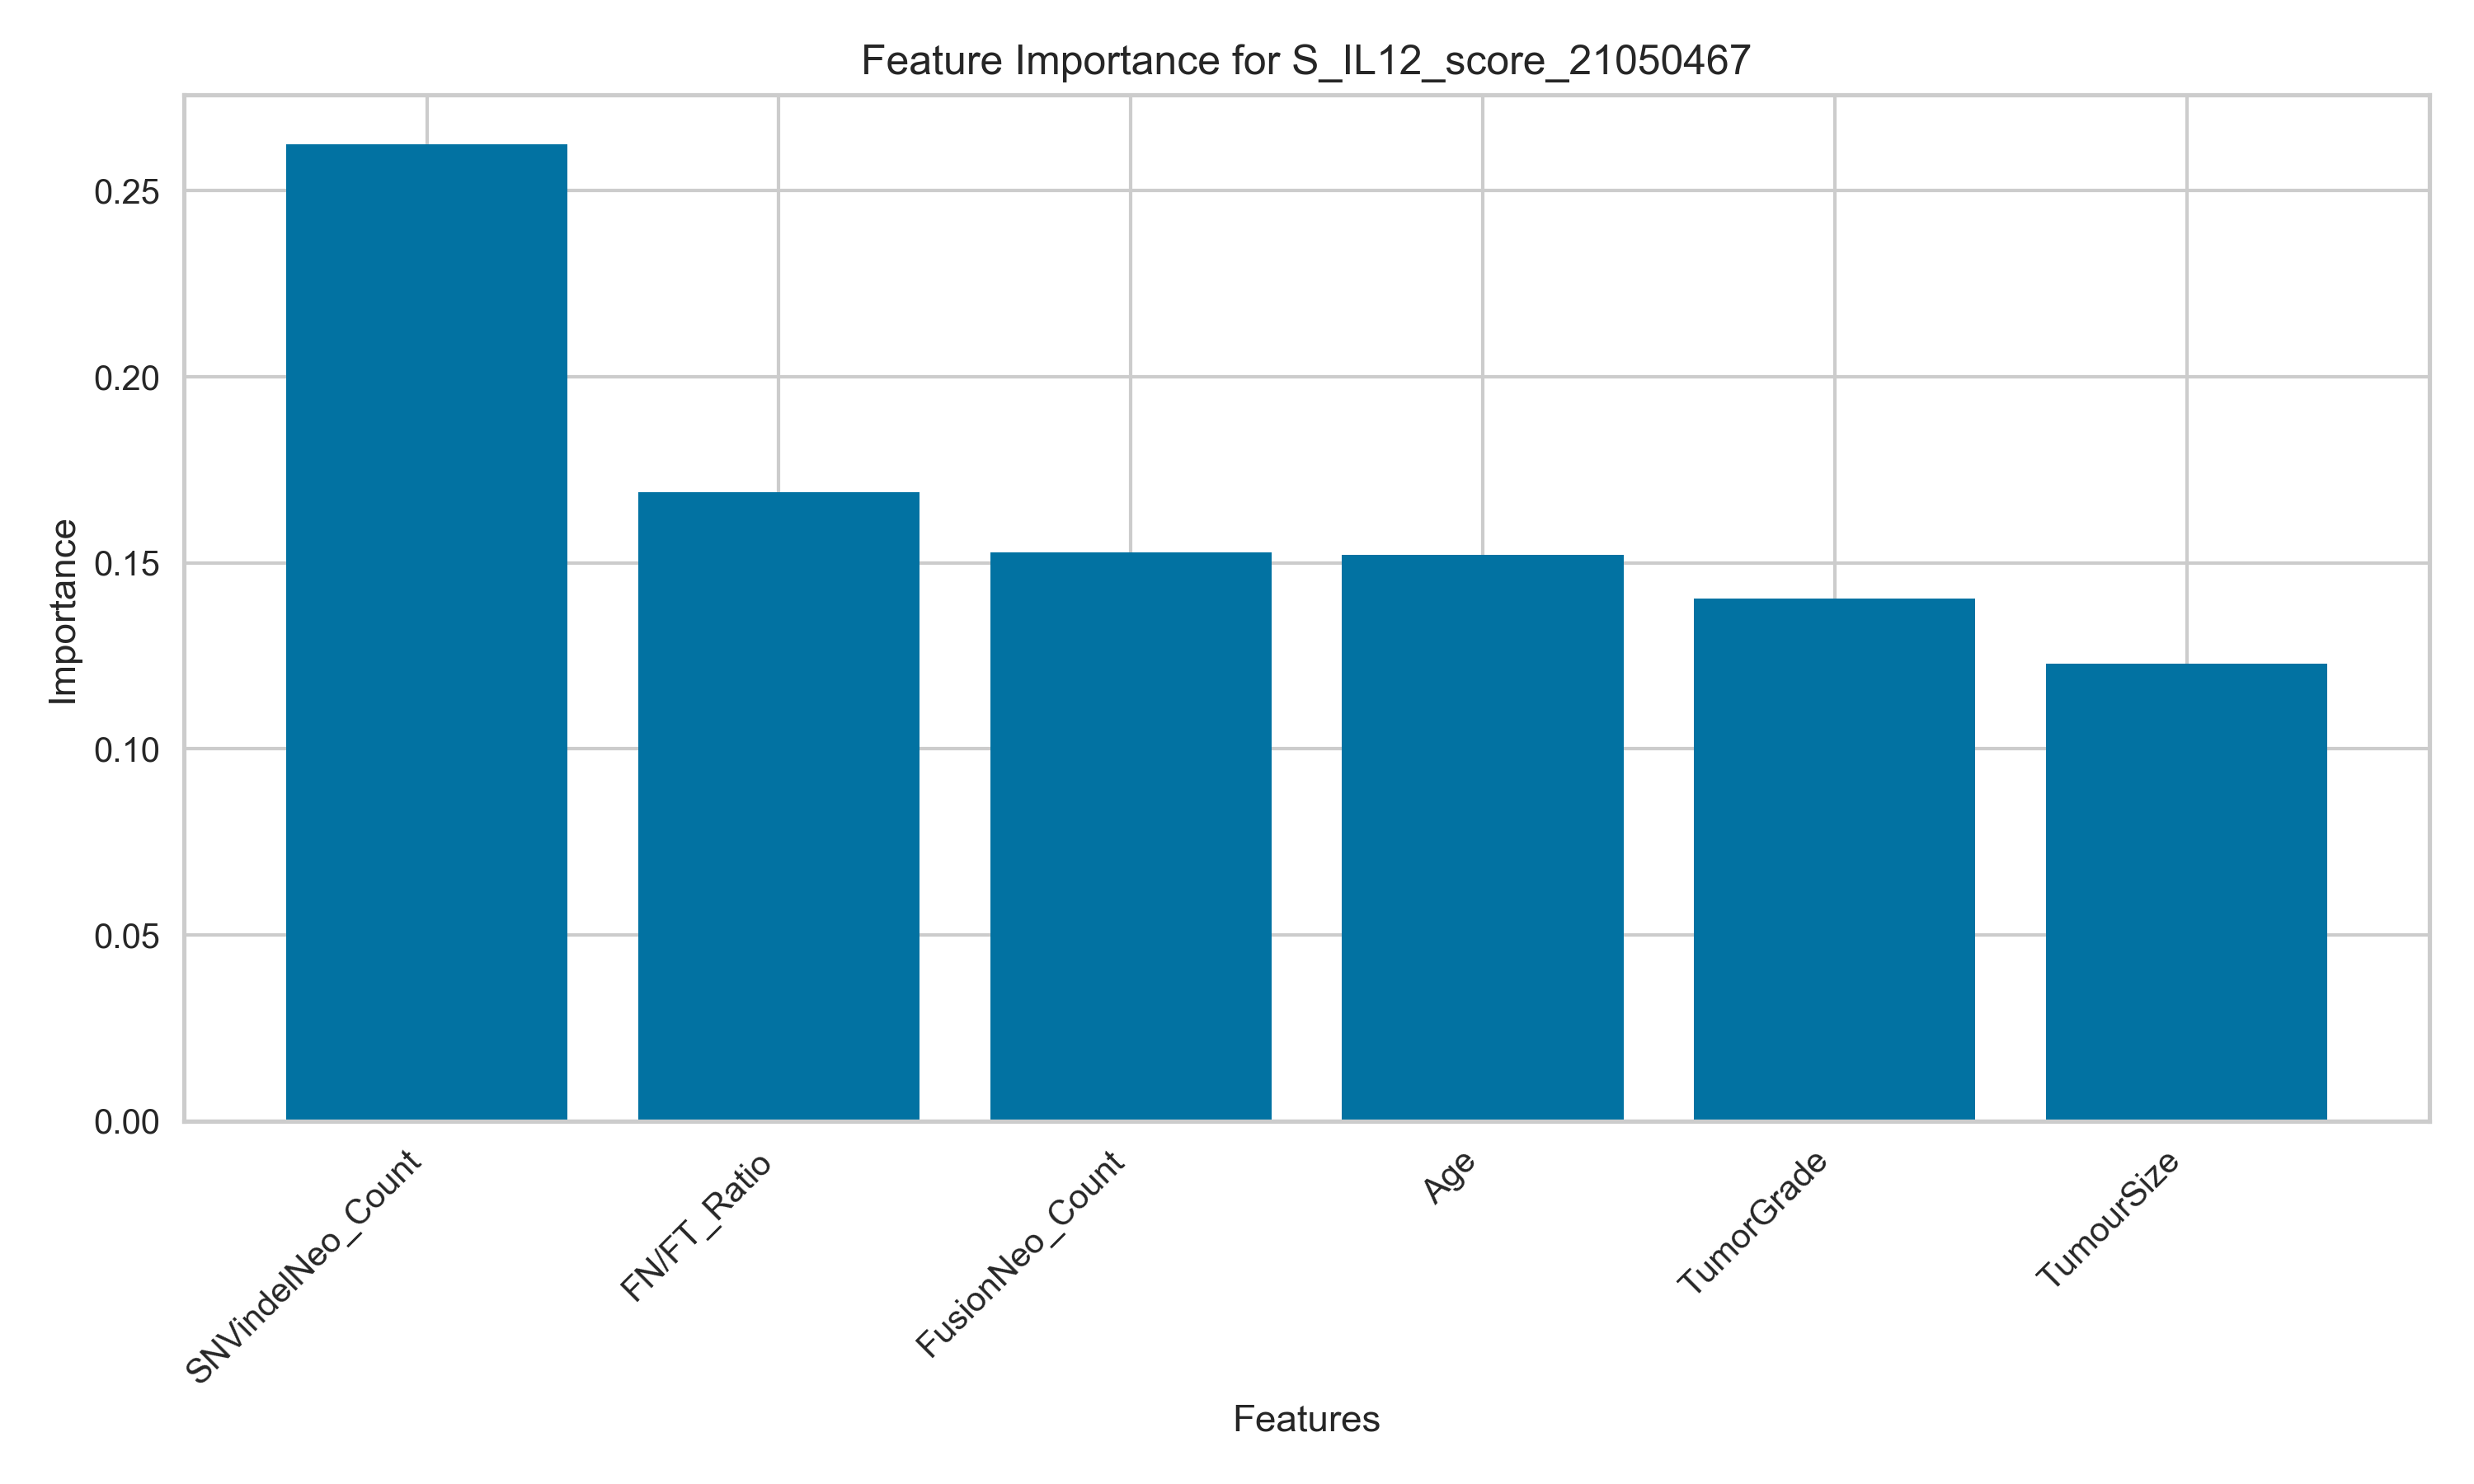 Feature Importance for S_IL12_score_21050467
Importance
0.25
0.20
0.15
0.10
0.05
0.00
SNVindelNeo_Count
FN/FT_Ratio
FusionNeo_Count
Age
TumorGrade
TumourSize
Features